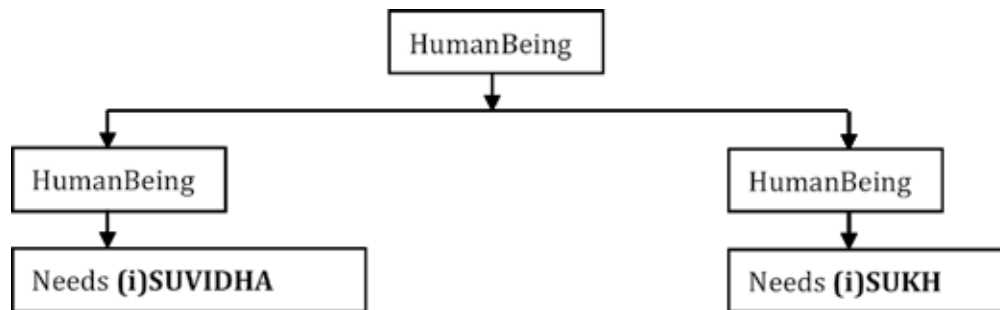 HumanBeing
HumanBeing
HumanBeing
Needs (i)SUVIDHA
Needs (i)SUKH